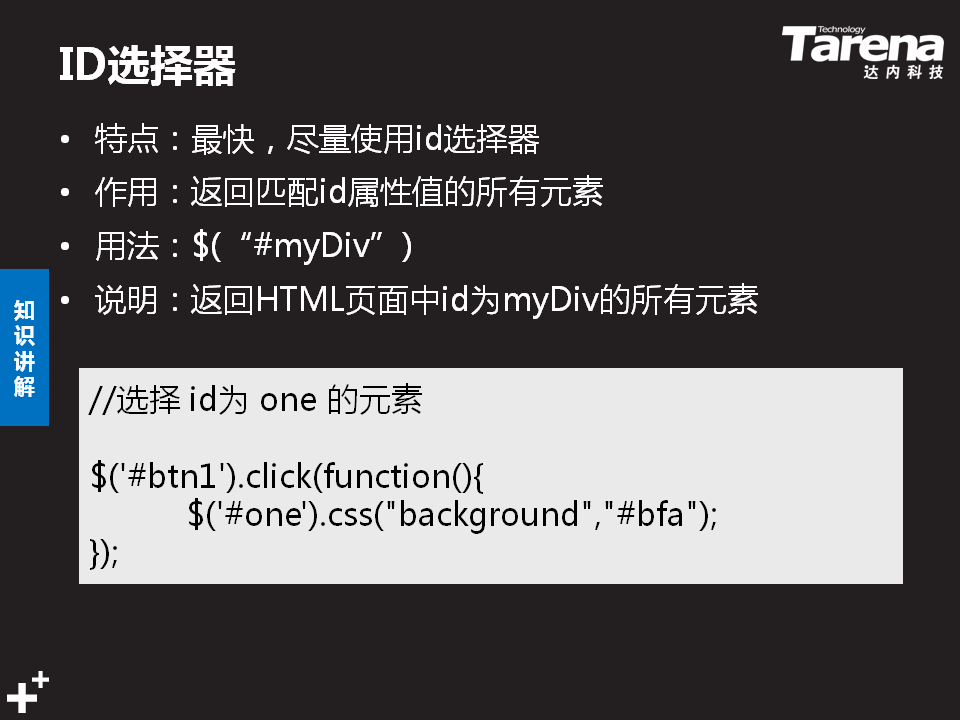 ID选择器
Technology
Tarena
达内科技
• 特点：最快，尽量使用id选择器
• 作用：返回匹配id属性值的所有元素
• 用法：$(“#myDiv”)
• 说明：返回HTML页面中id为myDiv的所有元素
知识讲解
//选择 id为 one 的元素
$('#btn1').click(function(){
$('#one').css("background","#bfa");
});